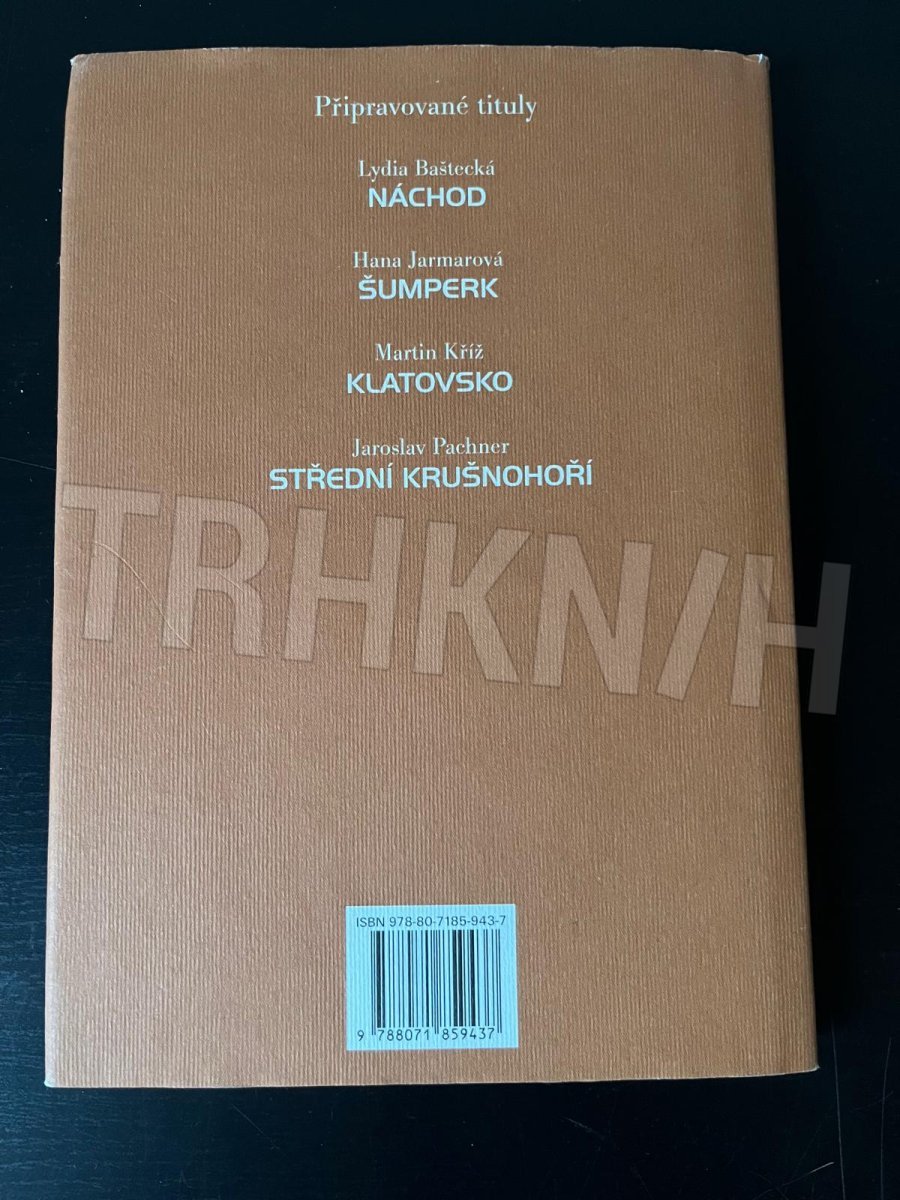 Připravované tituly
Lydia Baštecká
NÁCHOD
Hana Jarmarová
ŠUMPERK
Martin Kříž
KLATOVSKO
Jaroslav Pachner
STŘEDNÍ KRUŠNOHOŘÍ
TRHKNIH
ISBN 978-80-7185-943-7
9 788071 859437